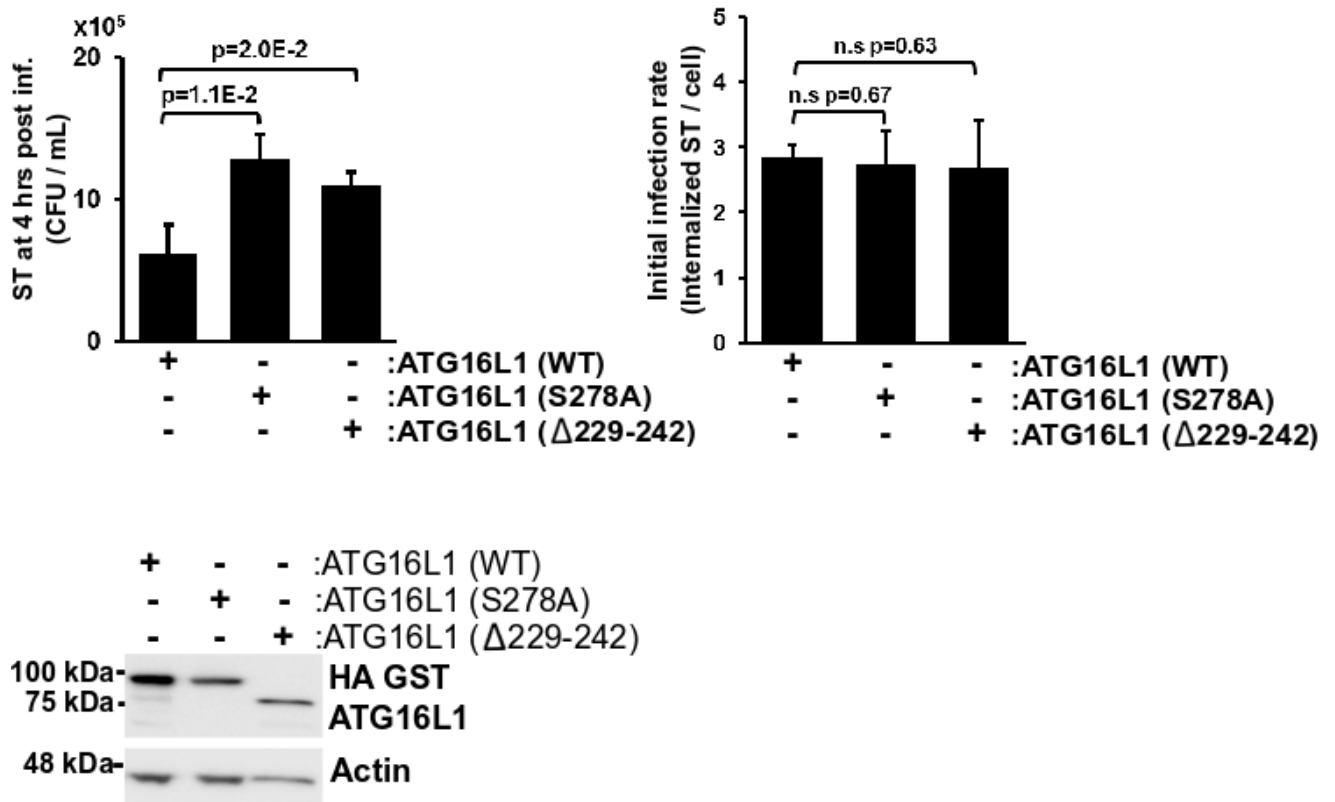 x10⁵
ST at 4 hrs post inf.
(CFU / mL)
20
10
0
p=2.0E-2
p=1.1E-2
+ - - :ATG16L1 (WT)
- + - :ATG16L1 (S278A)
- - + :ATG16L1 (Δ229-242)
Initial infection rate
(Internalized ST / cell)
5
4
3
2
1
0
n.s p=0.63
n.s p=0.67
+ - - :ATG16L1 (WT)
- + - :ATG16L1 (S278A)
- - + :ATG16L1 (Δ229-242)
+ - - :ATG16L1 (WT)
- + - :ATG16L1 (S278A)
- - + :ATG16L1 (Δ229-242)
100 kDa-
75 kDa-
HA GST
ATG16L1
48 kDa-
Actin